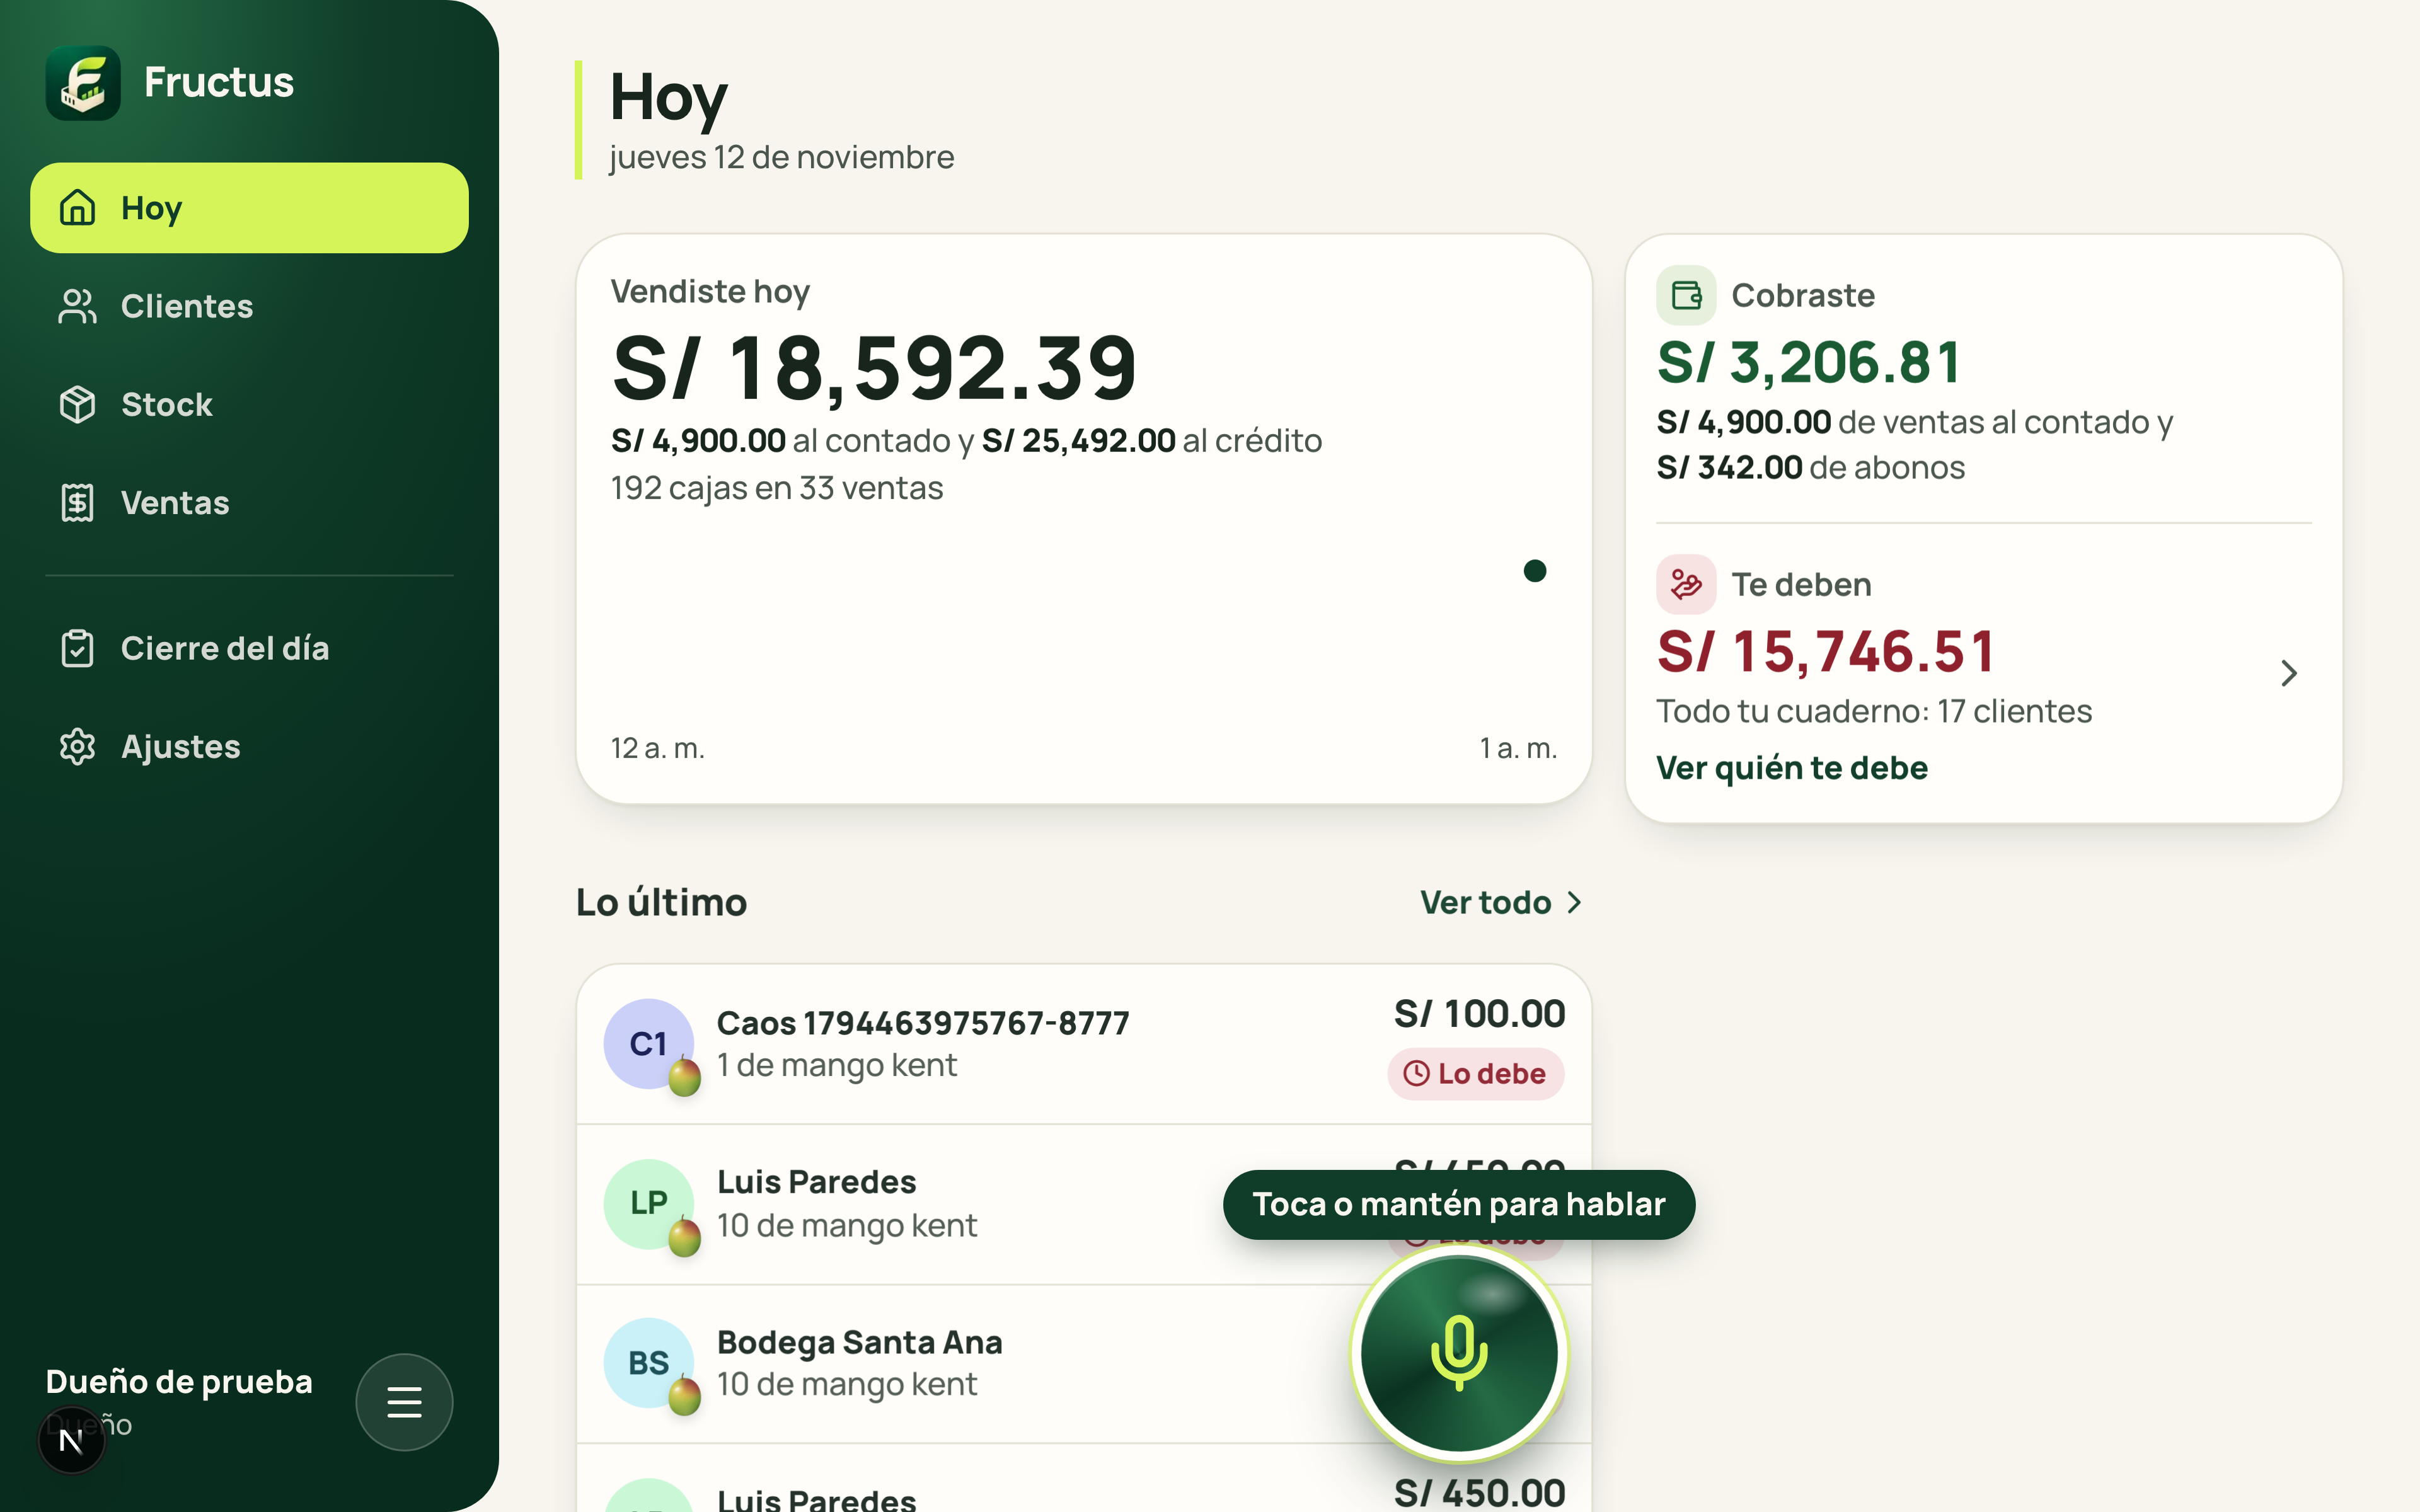 Fructus
Hoy
Clientes
Stock
Ventas
Cierre del día
Ajustes
Dueño de prueba
Dueño
N
Hoy
jueves 12 de noviembre
Vendiste hoy
S/ 18,592.39
S/ 4,900.00 al contado y S/ 25,492.00 al crédito
192 cajas en 33 ventas
12 a. m.
1 a. m.
Cobraste
S/ 3,206.81
S/ 4,900.00 de ventas al contado y
S/ 342.00 de abonos
Te deben
S/ 15,746.51
Todo tu cuaderno: 17 clientes
Ver quién te debe
Lo último
Ver todo
C1
Caos 1794463975767-8777
1 de mango kent
S/ 100.00
Lo debe
LP
Luis Paredes
10 de mango kent
Toca o mantén para hablar
BS
Bodega Santa Ana
10 de mango kent
Luis Paredes
S/ 450.00